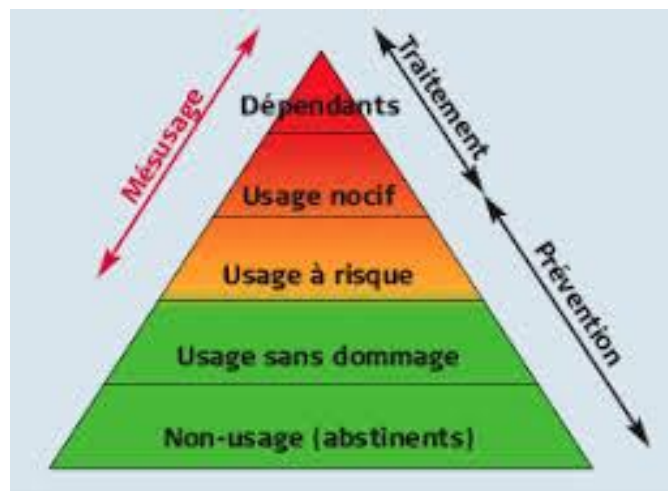 Mésusage
Traitement
Dépendants
Usage nocif
Usage à risque
Prévention
Usage sans dommage
Non-usage (abstinents)